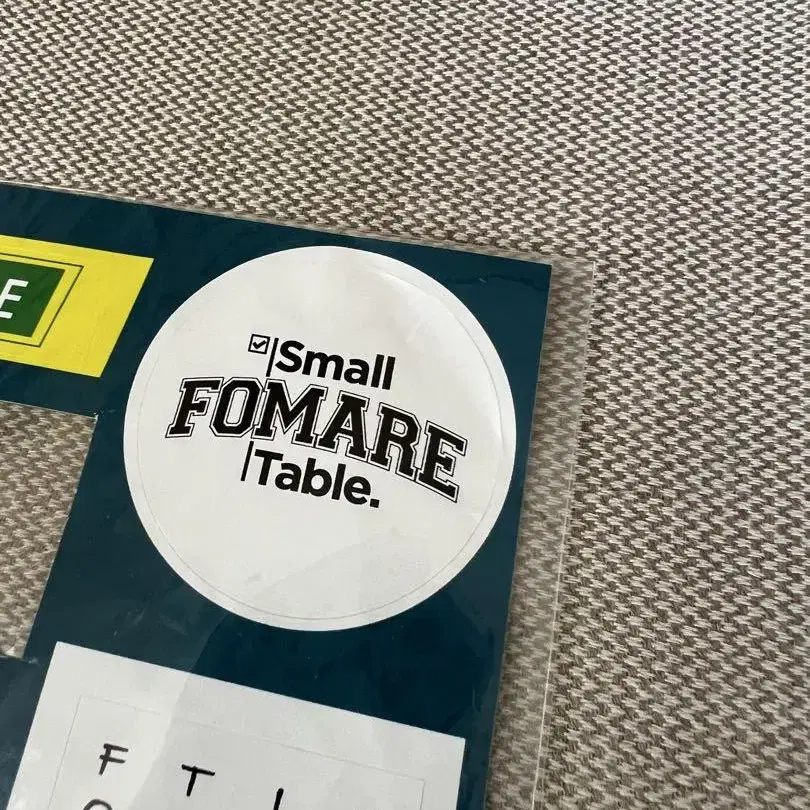 E
Small
FOMARE
Table.
F T